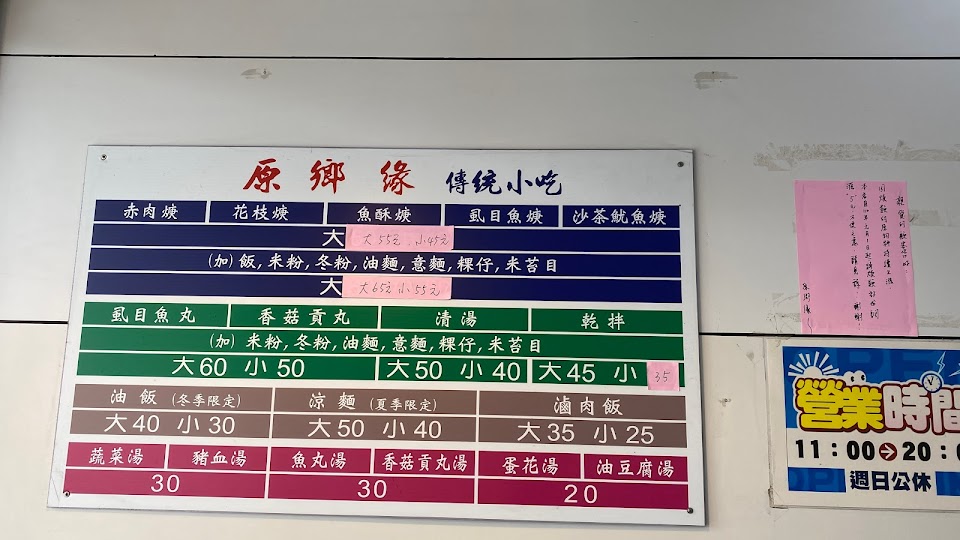 原鄉緣 傳統小吃
赤肉焿 花枝焿 魚酥焿 虱目魚焿 沙茶魷魚焿
大 大55元 小45元
(加)飯,米粉,冬粉,油麵,意麵,粿仔,米苔目
大 大65元 小55元
虱目魚丸 香菇貢丸 清湯 乾拌
(加) 米粉,冬粉,油麵,意麵,粿仔,米苔目
大60 小50 大50 小40 大45 小 35
油飯 (冬季限定) 涼麵 (夏季限定) 滷肉飯
大40 小30 大50 小40 大35 小25
蔬菜湯 豬血湯 魚丸湯 香菇貢丸湯 蛋花湯 油豆腐湯
30 30 20
營業時間
11:00 20:0
週日公休